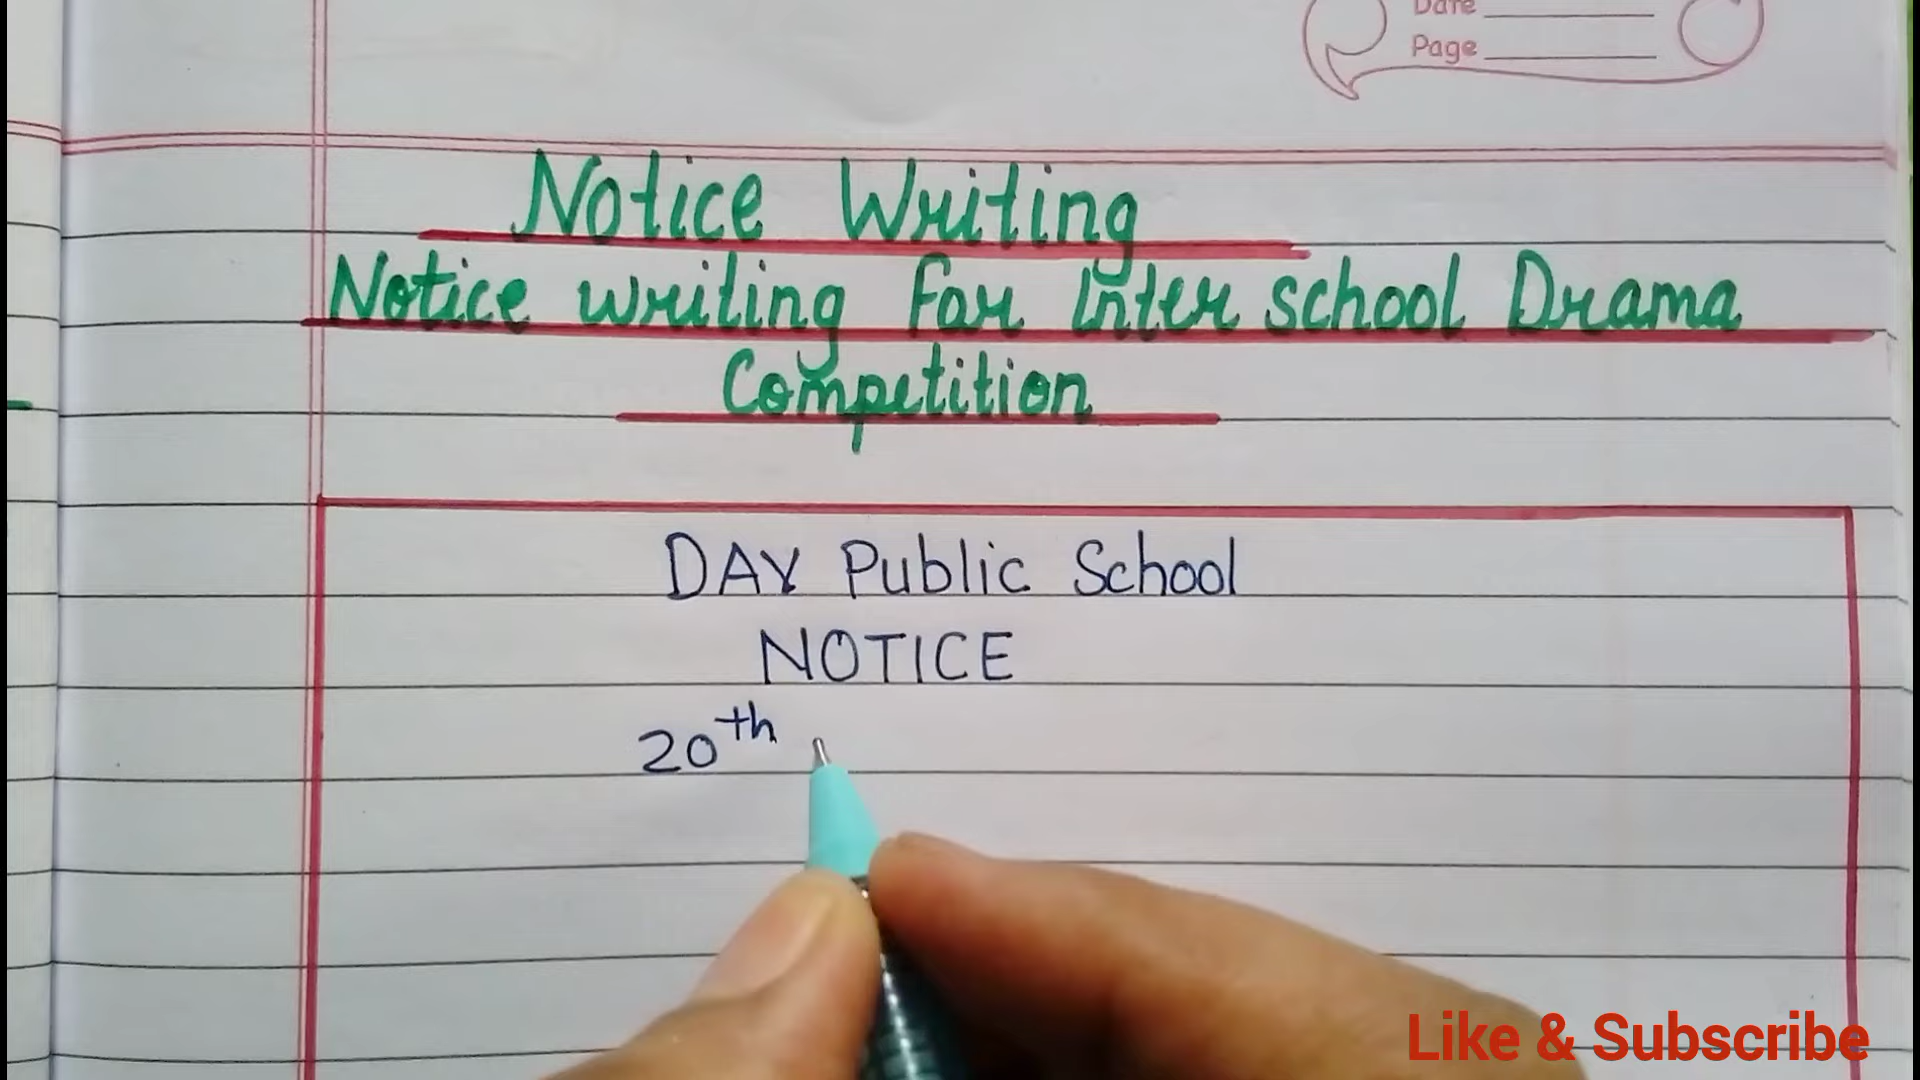 Date
Page
Notice Writing
Notice writing for Inter school Drama
Competition
DAV Public School
NOTICE
20th
Like & Subscribe